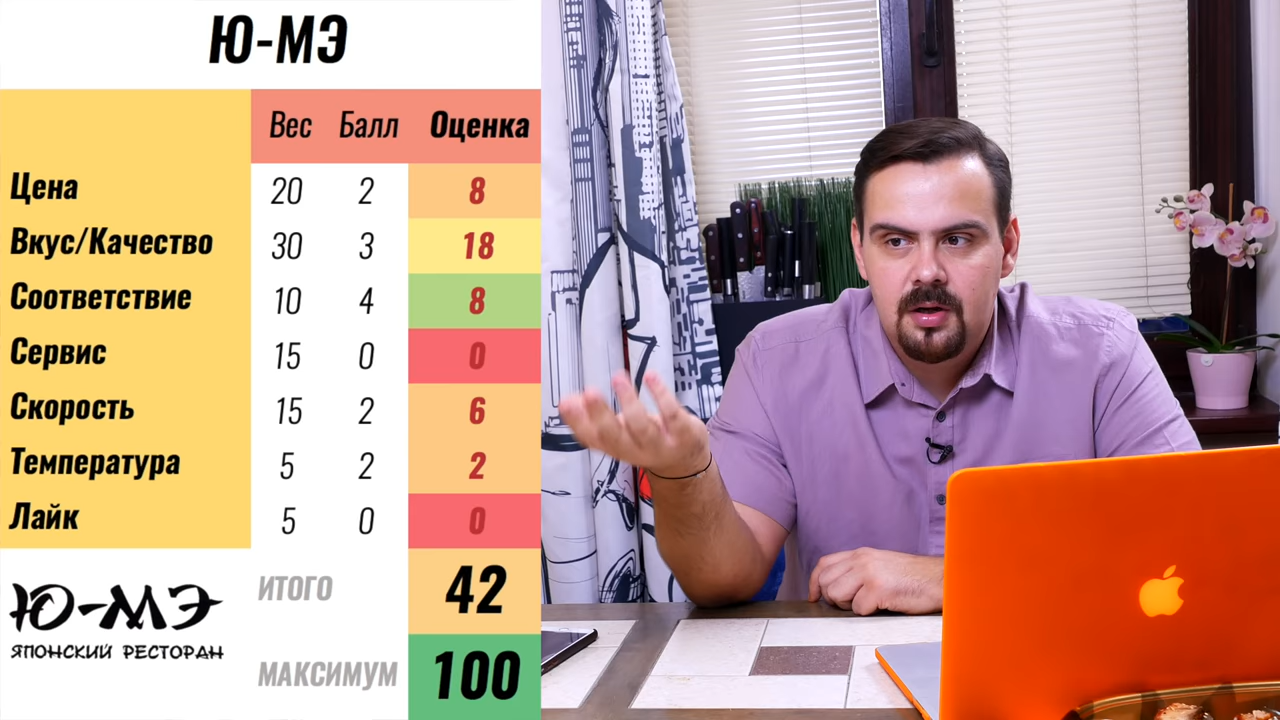 Ю-МЭ
Вес Балл Оценка
Цена 20 2 8
Вкус/Качество 30 3 18
Соответствие 10 4 8
Сервис 15 0 0
Скорость 15 2 6
Температура 5 2 2
Лайк 5 0 0
ИТОГО 42
Ю-МЭ
ЯПОНСКИЙ РЕСТОРАН
МАКСИМУМ 100